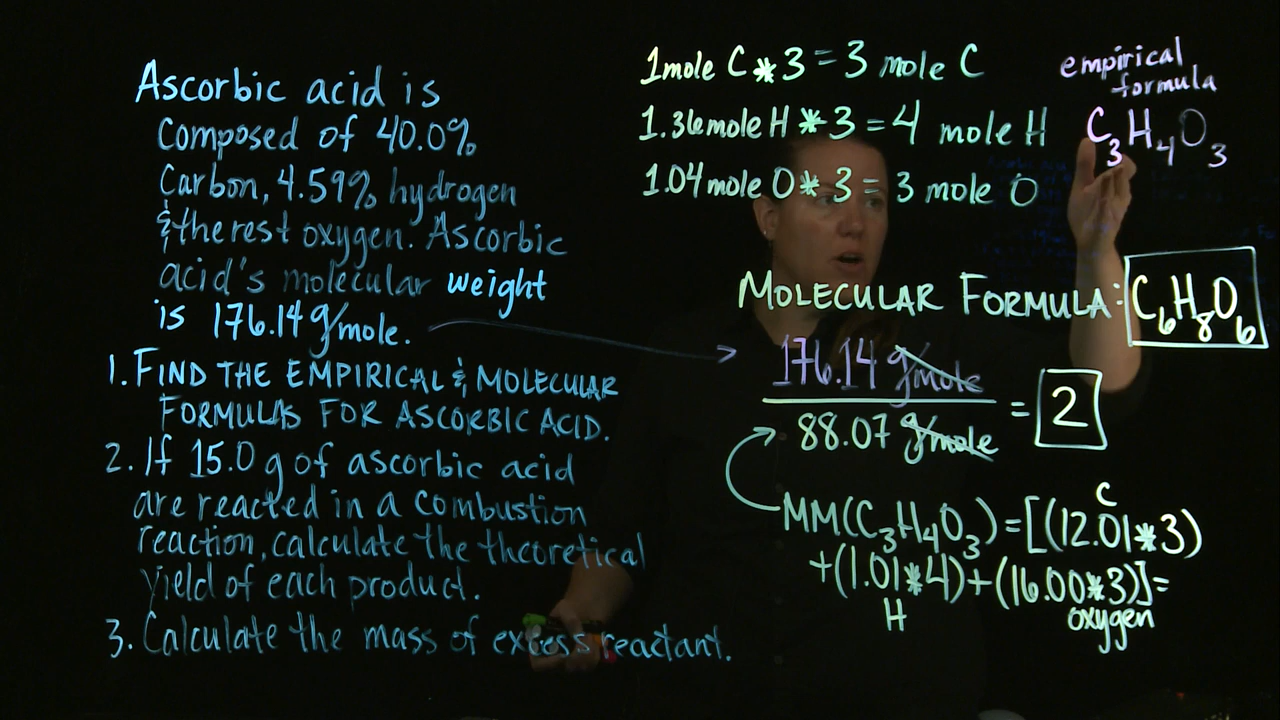 Ascorbic acid is
Composed of 40.0%
Carbon, 4.59% hydrogen
& the rest oxygen. Ascorbic
acid's molecular weight
is 176.14 g/mole.
1. FIND THE EMPIRICAL & MOLECULAR
FORMULAS FOR ASCORBIC ACID.
2. If 15.0 g of ascorbic acid
are reacted in a combustion
reaction, calculate the theoretical
yield of each product.
3. Calculate the mass of excess reactant.
1mole C * 3 = 3 mole C
1.36mole H * 3 = 4 mole H
1.04mole O * 3 = 3 mole O
empirical
formula
C₃H₄O₃
MOLECULAR FORMULA: C₆H₈O₆
176.14 g/mole
88.07 g/mole
= 2
MM(C₃H₄O₃) = [(12.01*3)
C
+(1.01*4)+(16.00*3)]=
H oxygen